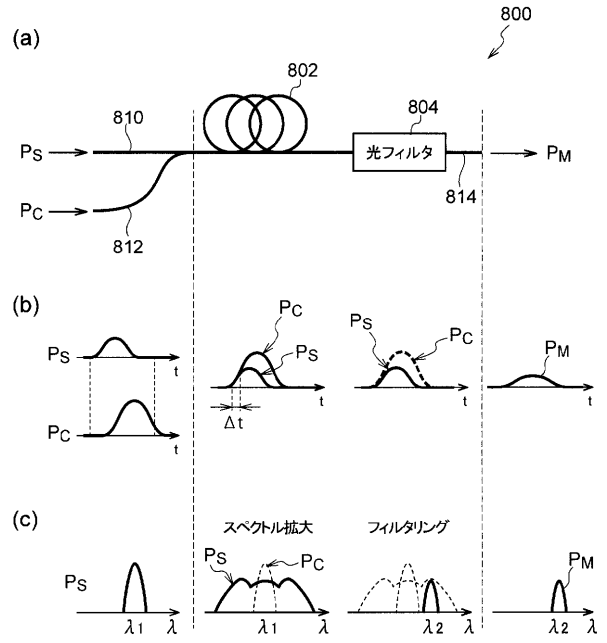 (a)
800
802
810
804
PS
光フィルタ
PM
PC
812
814
(b)
PC
PS
PC
PS
t
PS
PM
t
t
t
PC
t
Δt
(c)
スペクトル拡大
フィルタリング
PS
PS
PC
PM
λ1
λ
λ1
λ
λ2
λ
λ2
λ